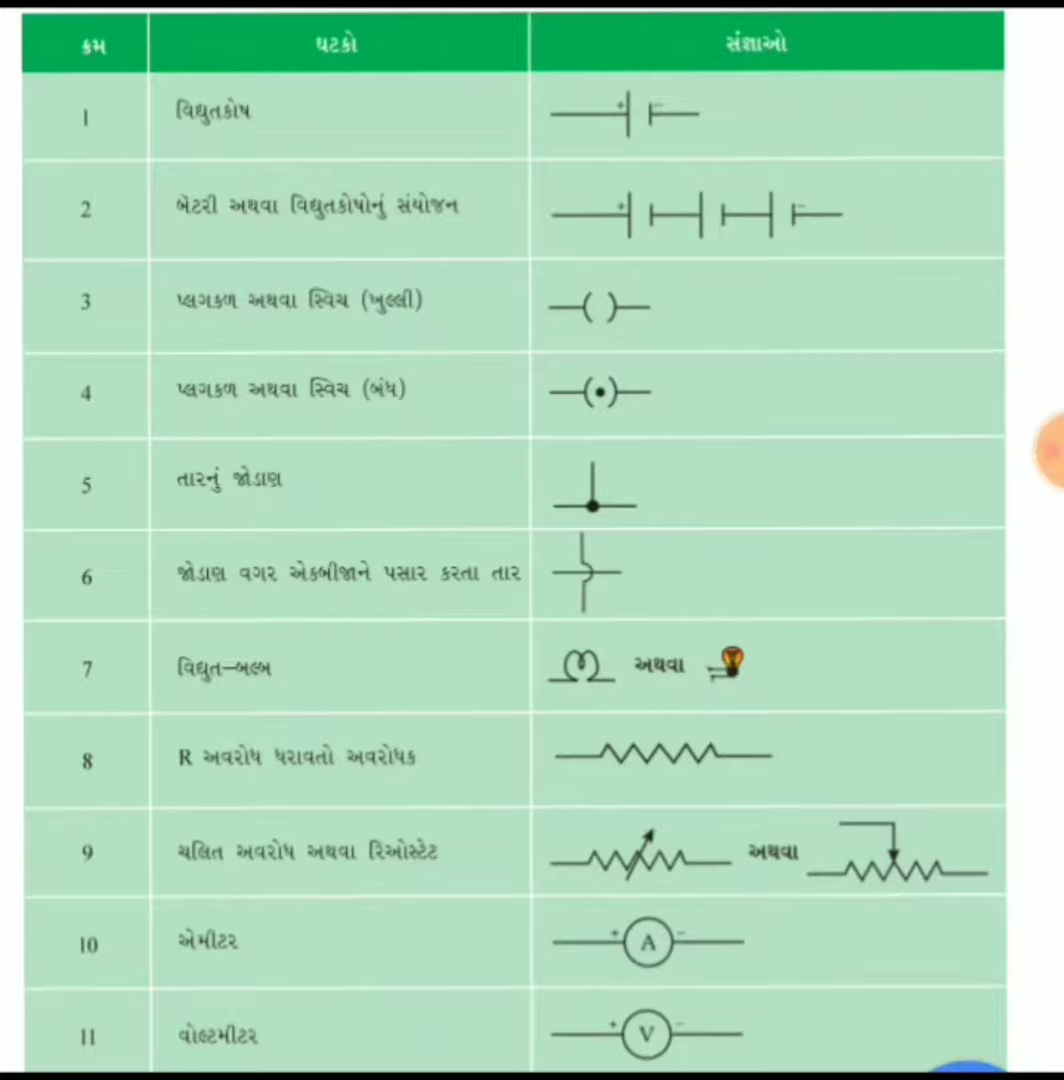 ક્રમ ઘટકો સંજ્ઞાઓ
1 વિદ્યુતકોષ + −
2 બૅટરી અથવા વિદ્યુતકોષોનું સંયોજન + −
3 પ્લગકળ અથવા સ્વિચ (ખુલ્લી)
4 પ્લગકળ અથવા સ્વિચ (બંધ)
5 તારનું જોડાણ
6 જોડાણ વગર એકબીજાને પસાર કરતા તાર
7 વિદ્યુત-બલ્બ અથવા
8 R અવરોધ ધરાવતો અવરોધક
9 ચલિત અવરોધ અથવા રિઓસ્ટેટ અથવા
10 એમીટર + A −
11 વોલ્ટમીટર + V −